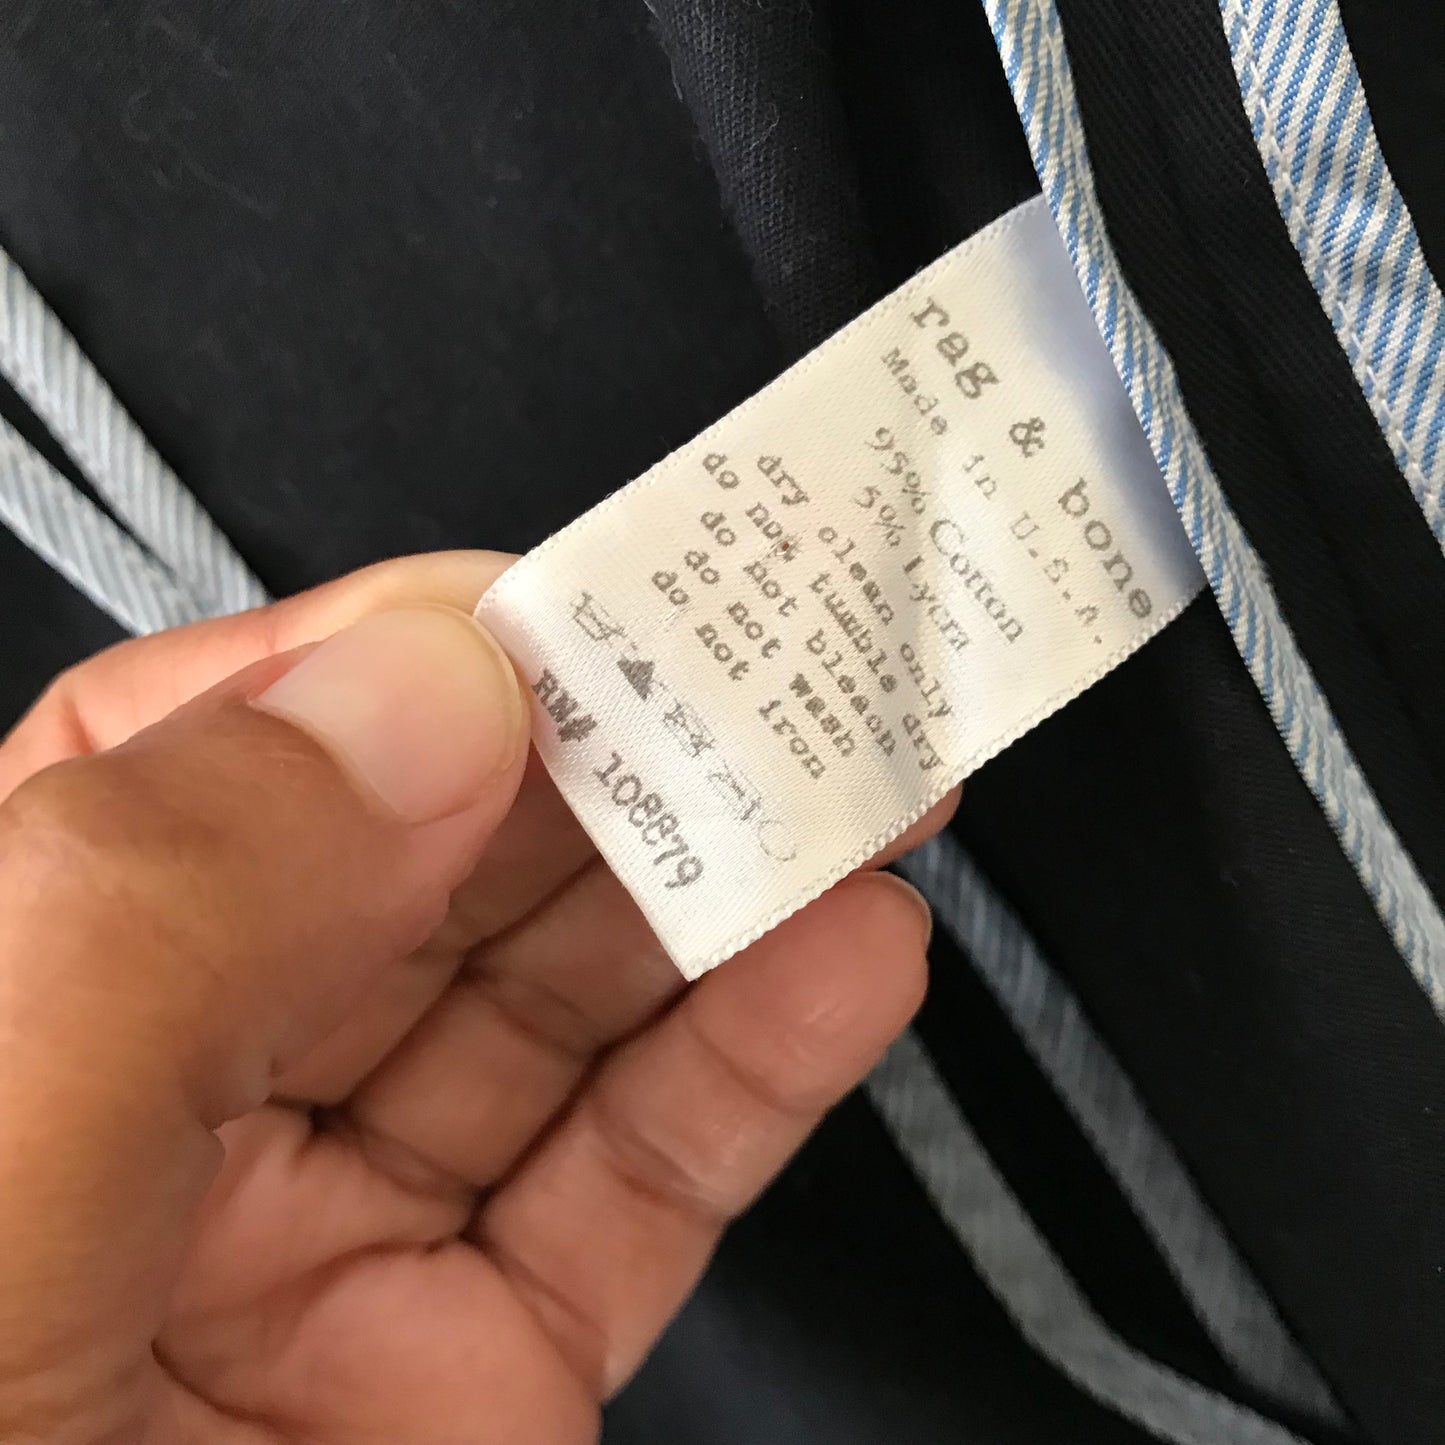 rag & bone
Made in U.S.A.
95% Cotton
5% Lycra
dry clean only
do not tumble dry
do not bleach
do not wash
do not iron
RN# 108879